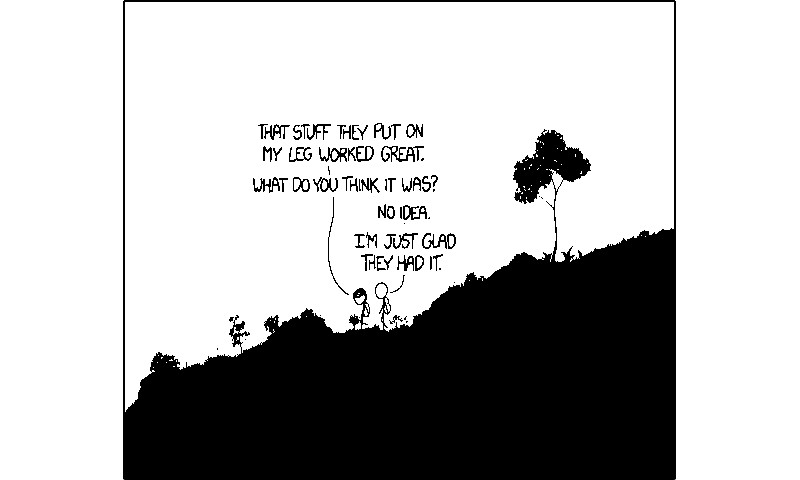 THAT STUFF THEY PUT ON
MY LEG WORKED GREAT.
WHAT DO YOU THINK IT WAS?
NO IDEA.
I'M JUST GLAD
THEY HAD IT.